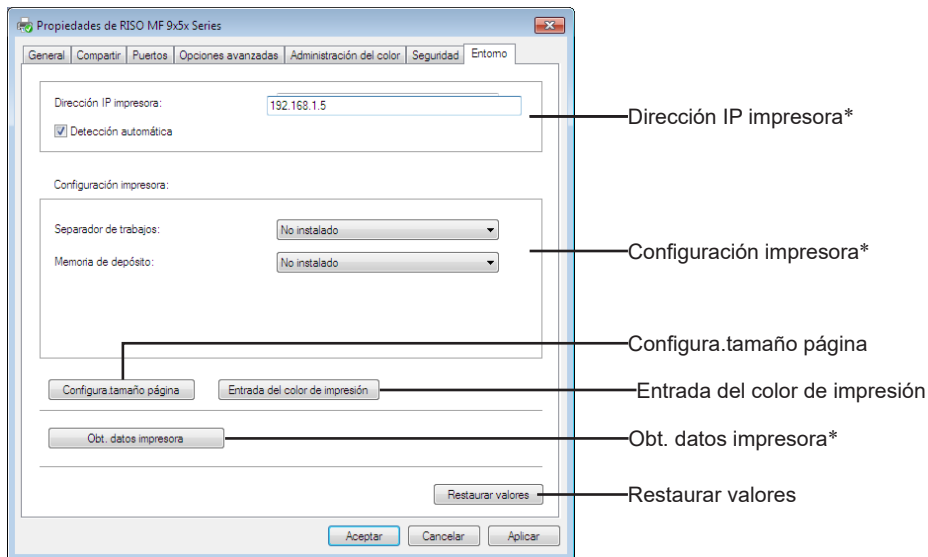 Propiedades de RISO MF 9x5x Series
General Compartir Puertos Opciones avanzadas Administración del color Seguridad Entorno
Dirección IP impresora: 192.168.1.5
Dirección IP impresora*
Detección automática
Configuración impresora:
Separador de trabajos: No instalado
Configuración impresora*
Memoria de depósito: No instalado
Configura.tamaño página
Configura.tamaño página Entrada del color de impresión
Entrada del color de impresión
Obt. datos impresora
Obt. datos impresora*
Restaurar valores
Restaurar valores
Aceptar Cancelar Aplicar